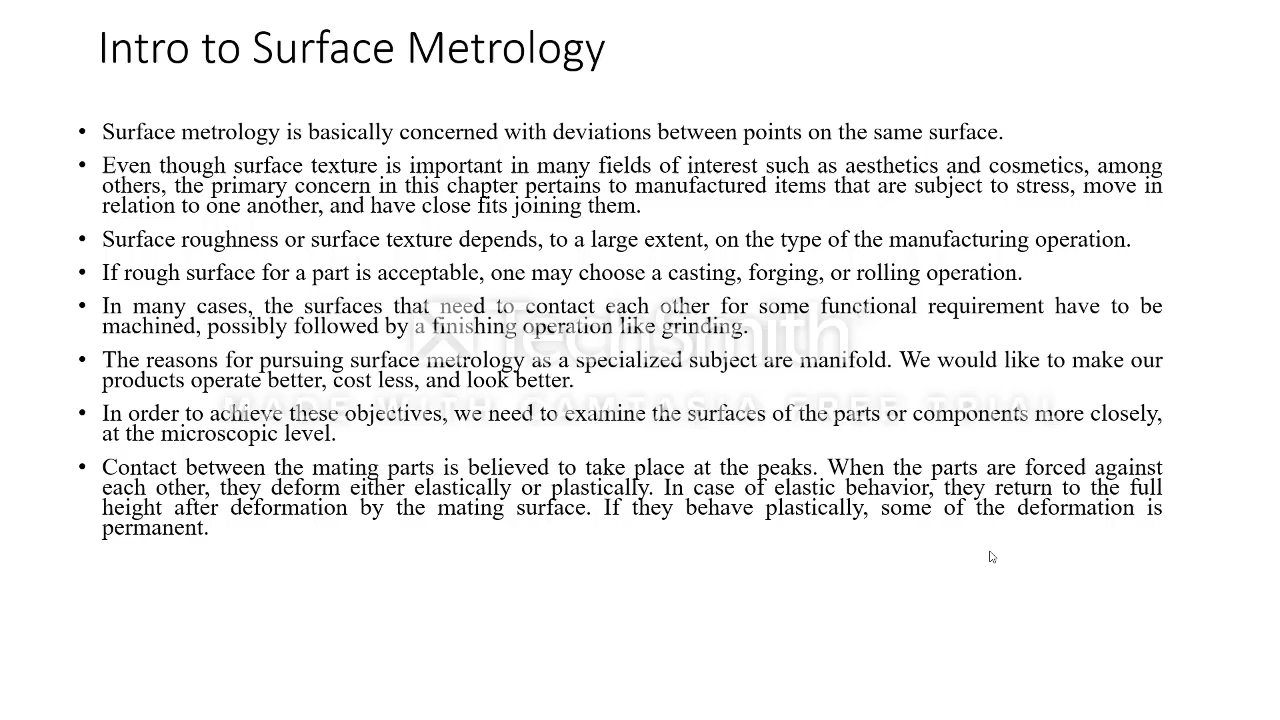 Intro to Surface Metrology
• Surface metrology is basically concerned with deviations between points on the same surface.
• Even though surface texture is important in many fields of interest such as aesthetics and cosmetics, among
others, the primary concern in this chapter pertains to manufactured items that are subject to stress, move in
relation to one another, and have close fits joining them.
• Surface roughness or surface texture depends, to a large extent, on the type of the manufacturing operation.
• If rough surface for a part is acceptable, one may choose a casting, forging, or rolling operation.
• In many cases, the surfaces that need to contact each other for some functional requirement have to be
machined, possibly followed by a finishing operation like grinding.
TechSmith
• The reasons for pursuing surface metrology as a specialized subject are manifold. We would like to make our
products operate better, cost less, and look better.
MADE WITH CAMTASIA FREE TRIAL
• In order to achieve these objectives, we need to examine the surfaces of the parts or components more closely,
at the microscopic level.
• Contact between the mating parts is believed to take place at the peaks. When the parts are forced against
each other, they deform either elastically or plastically. In case of elastic behavior, they return to the full
height after deformation by the mating surface. If they behave plastically, some of the deformation is
permanent.